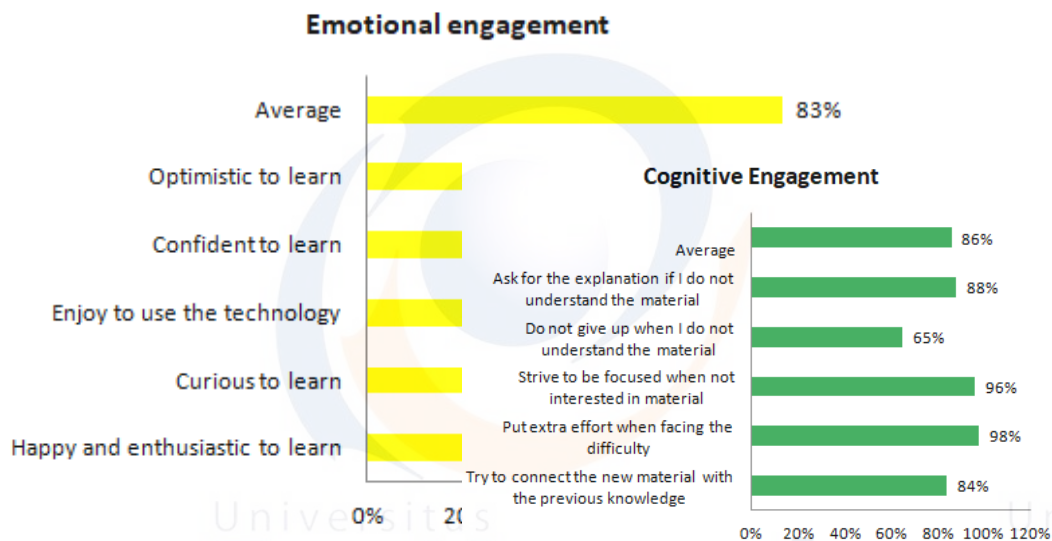 Emotional engagement
Average
83%
Optimistic to learn
Confident to learn
Enjoy to use the technology
Curious to learn
Happy and enthusiastic to learn
0%
Cognitive Engagement
Average
86%
Ask for the explanation if I do not
understand the material
88%
Do not give up when I do not
understand the material
65%
Strive to be focused when not
interested in material
96%
Put extra effort when facing the
difficulty
98%
Try to connect the new material with
the previous knowledge
84%
0% 20% 40% 60% 80% 100% 120%
Universitas